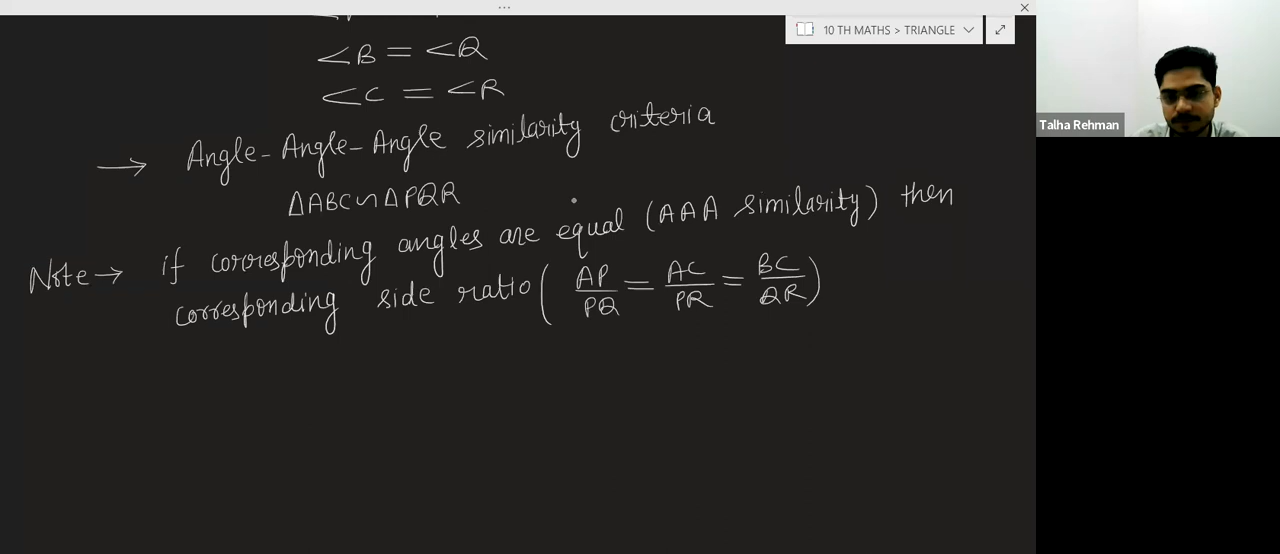 10 TH MATHS > TRIANGLE
Talha Rehman
<B = <Q
<C = <R
→ Angle-Angle-Angle similarity criteria
ΔABC ∽ ΔPQR
Note → if corresponding angles are equal (AAA similarity) then
corresponding side ratio ( AP/PQ = AC/PR = BC/QR )